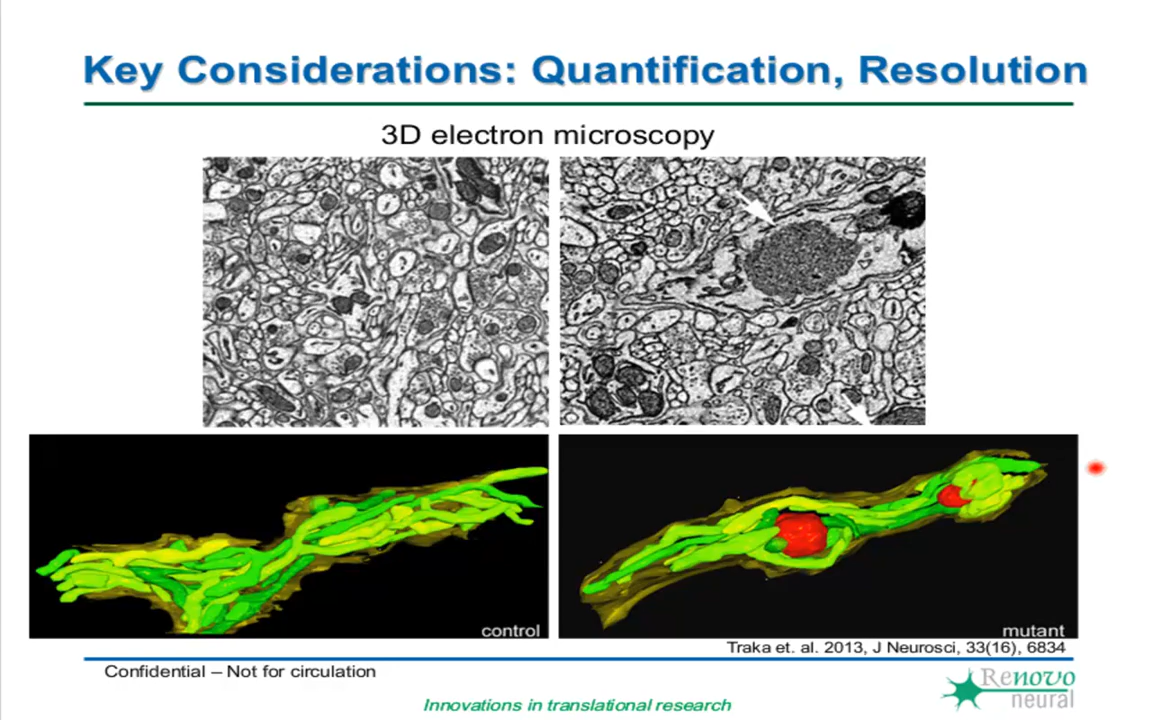 Key Considerations: Quantification, Resolution
3D electron microscopy
control
mutant
Traka et. al. 2013, J Neurosci, 33(16), 6834
Confidential – Not for circulation
Innovations in translational research
Renovo
neural